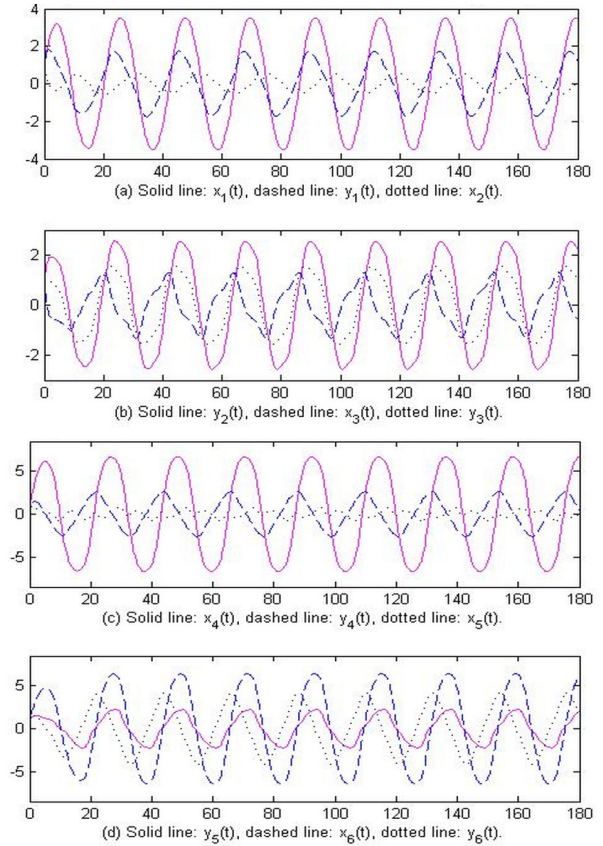 4
2
0
-2
-4
0 20 40 60 80 100 120 140 160 180
(a) Solid line: x1(t), dashed line: y1(t), dotted line: x2(t).
2
0
-2
0 20 40 60 80 100 120 140 160 180
(b) Solid line: y2(t), dashed line: x3(t), dotted line: y3(t).
5
0
-5
0 20 40 60 80 100 120 140 160 180
(c) Solid line: x4(t), dashed line: y4(t), dotted line: x5(t).
5
0
-5
0 20 40 60 80 100 120 140 160 180
(d) Solid line: y5(t), dashed line: x6(t), dotted line: y6(t).